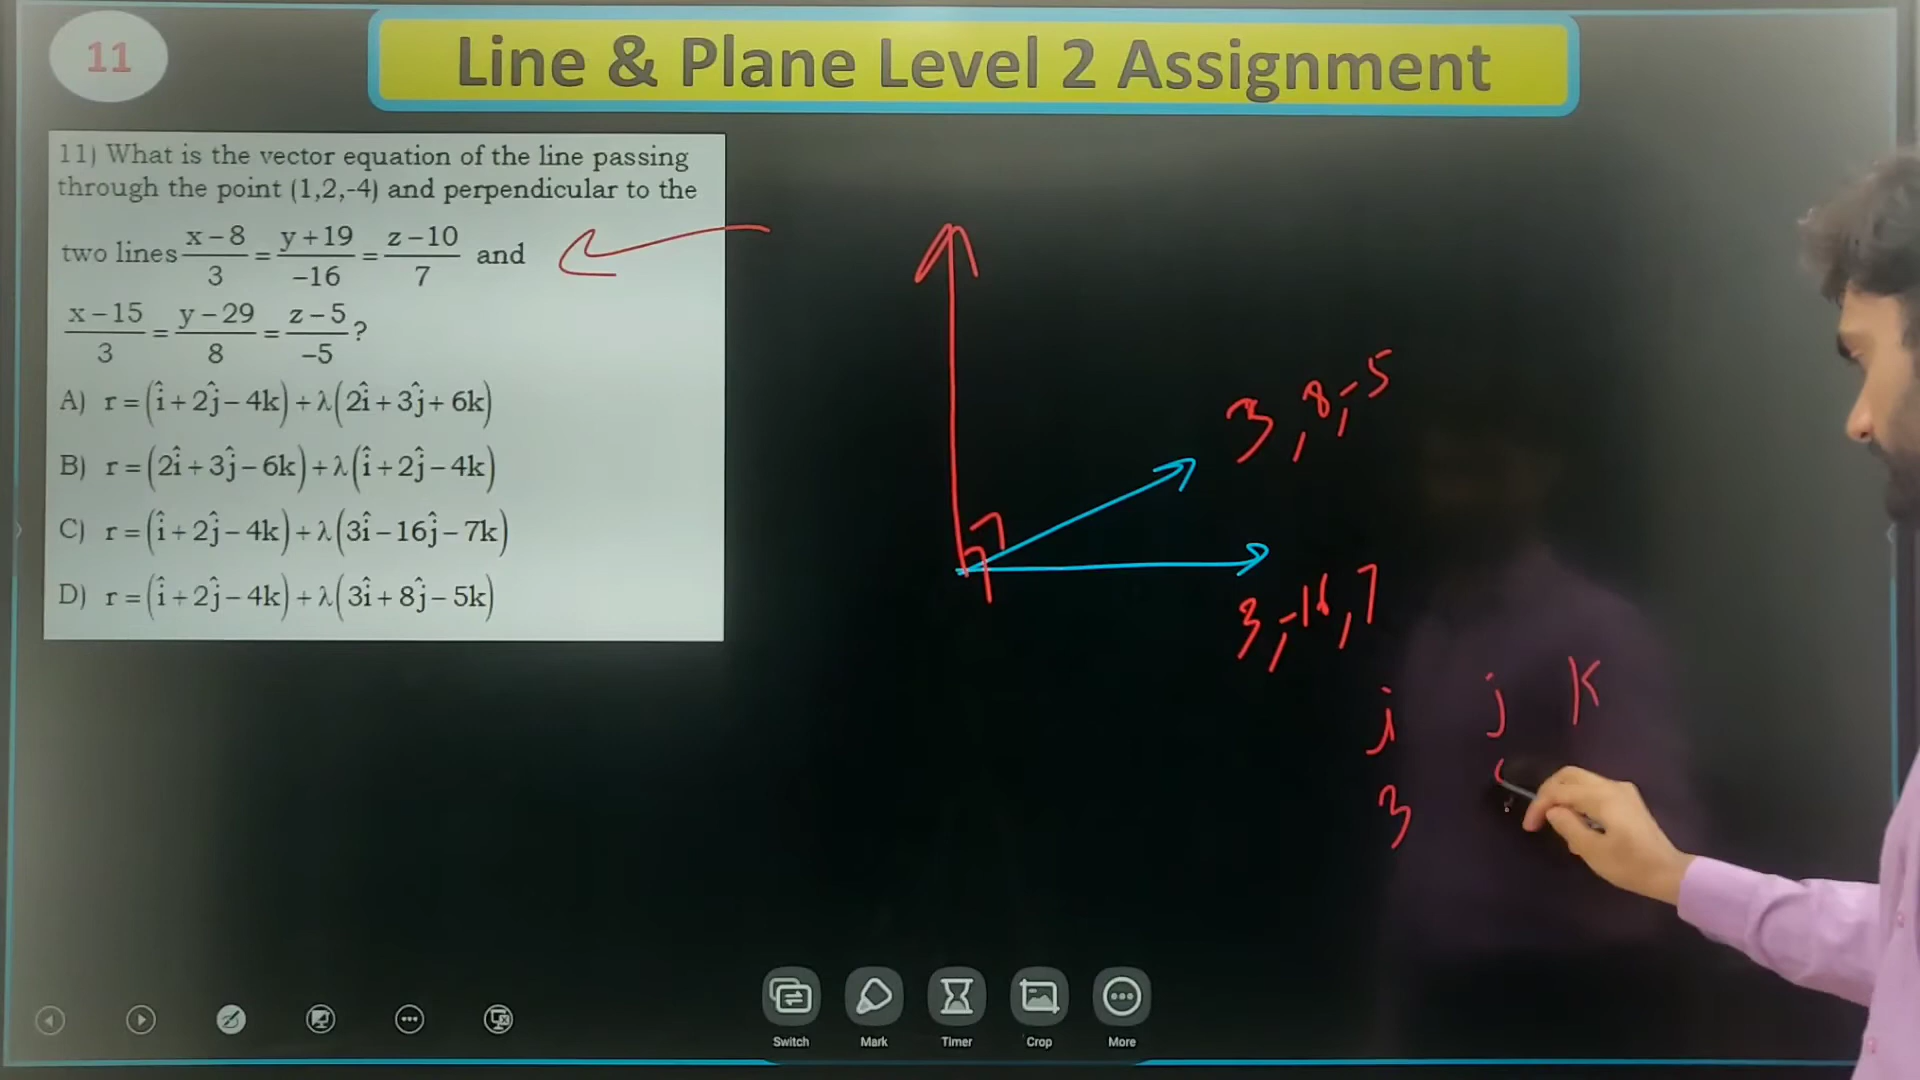 11
Line & Plane Level 2 Assignment
11) What is the vector equation of the line passing
through the point (1,2,-4) and perpendicular to the
two lines x−8/3 = y+19/−16 = z−10/7 and
x−15/3 = y−29/8 = z−5/−5 ?
A) r = (î + 2ĵ − 4k) + λ(2î + 3ĵ + 6k)
B) r = (2î + 3ĵ − 6k) + λ(î + 2ĵ − 4k)
C) r = (î + 2ĵ − 4k) + λ(3î − 16ĵ − 7k)
D) r = (î + 2ĵ − 4k) + λ(3î + 8ĵ − 5k)
3, 8, -5
3, -16, 7
i j k
3
Switch Mark Timer Crop More